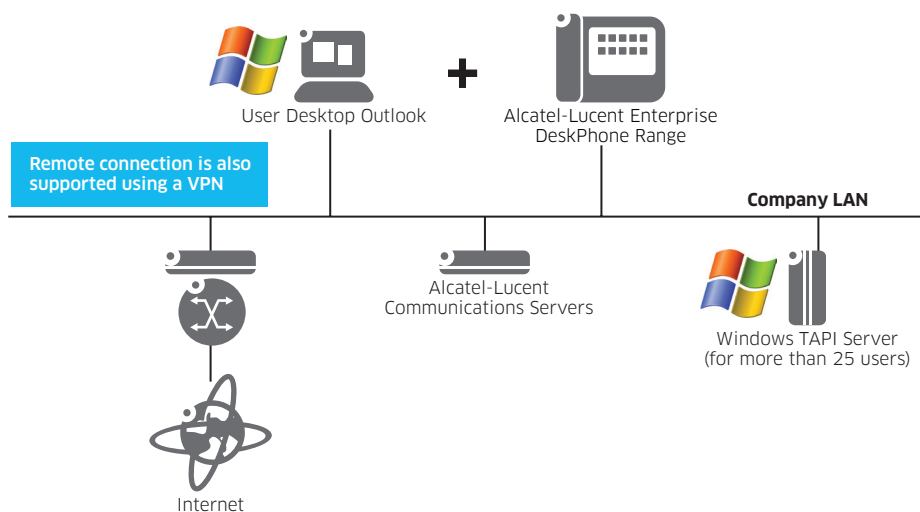 User Desktop Outlook
Alcatel-Lucent Enterprise
DeskPhone Range
Remote connection is also
supported using a VPN
Company LAN
Alcatel-Lucent
Communications Servers
Windows TAPI Server
(for more than 25 users)
Internet